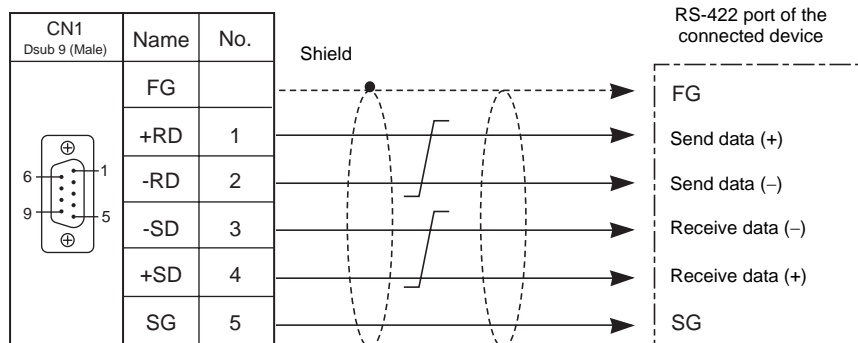 CN1
Dsub 9 (Male)
Name
No.
Shield
RS-422 port of the
connected device
FG
FG
+RD
1
Send data (+)
-RD
2
Send data (−)
-SD
3
Receive data (−)
+SD
4
Receive data (+)
SG
5
SG
6
1
9
5